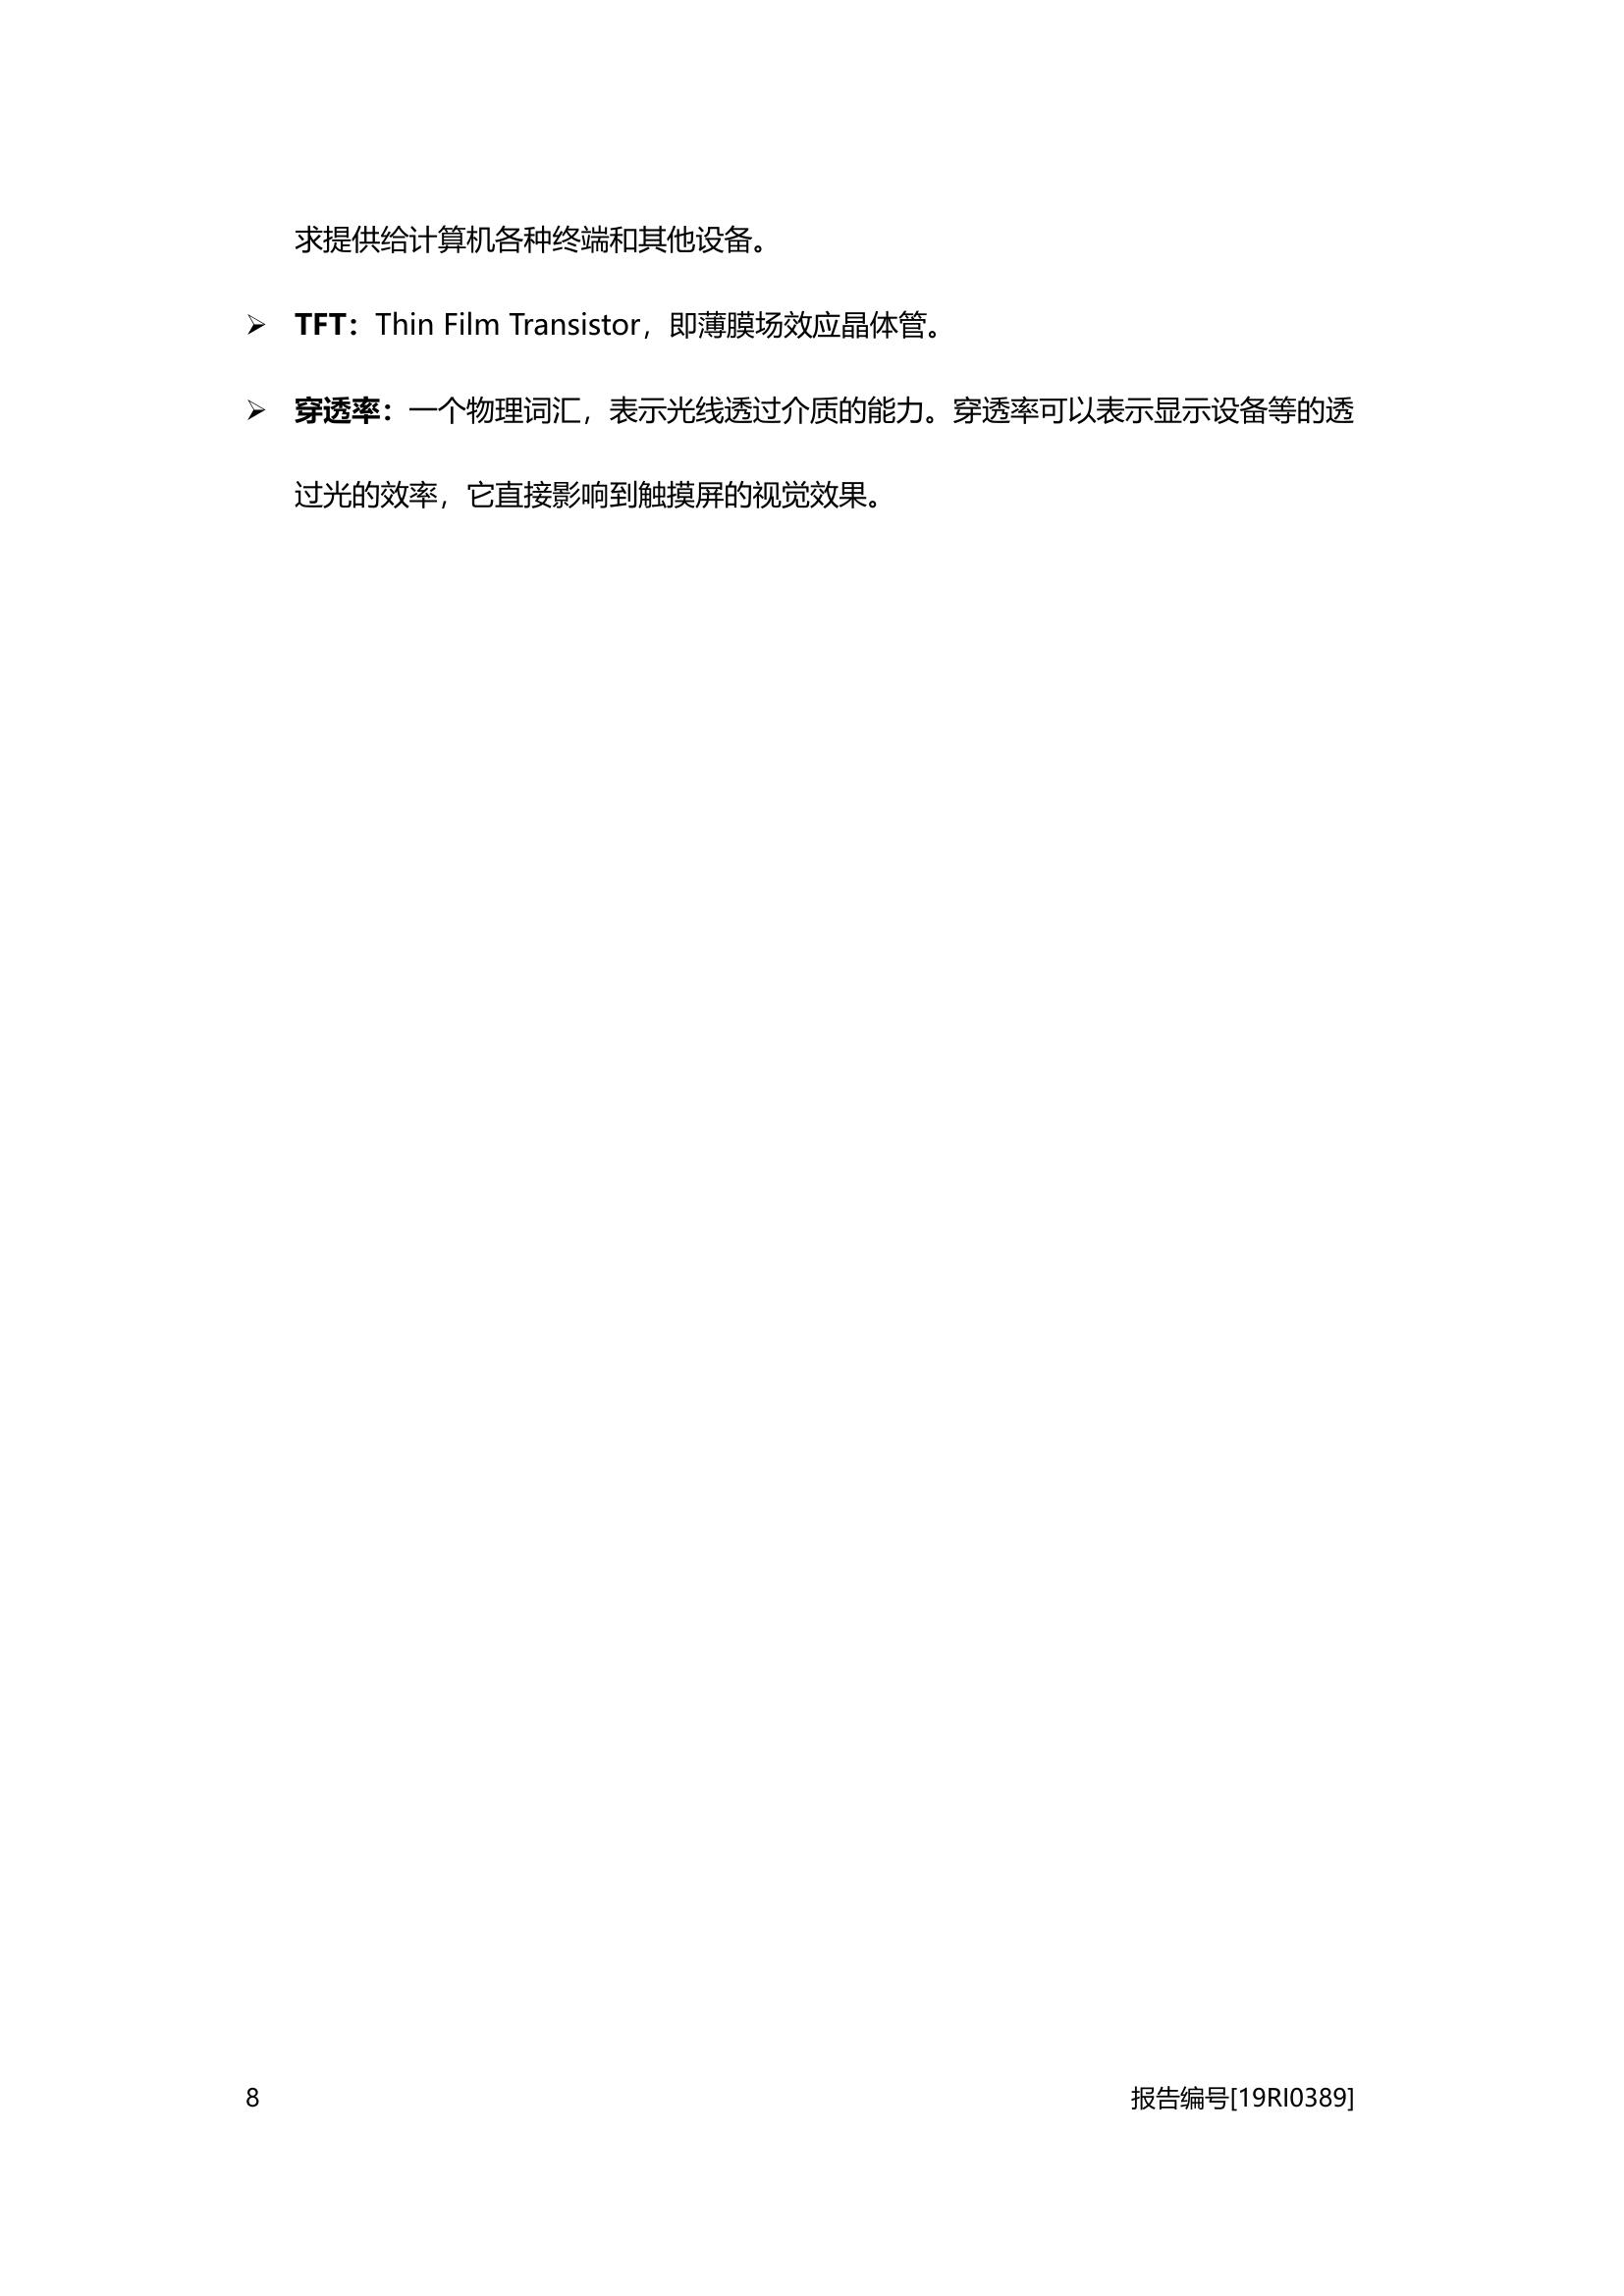 求提供给计算机各种终端和其他设备。
➢ TFT：Thin Film Transistor，即薄膜场效应晶体管。
➢ 穿透率：一个物理词汇，表示光线透过介质的能力。穿透率可以表示显示设备等的透
过光的效率，它直接影响到触摸屏的视觉效果。
8 报告编号[19RI0389]